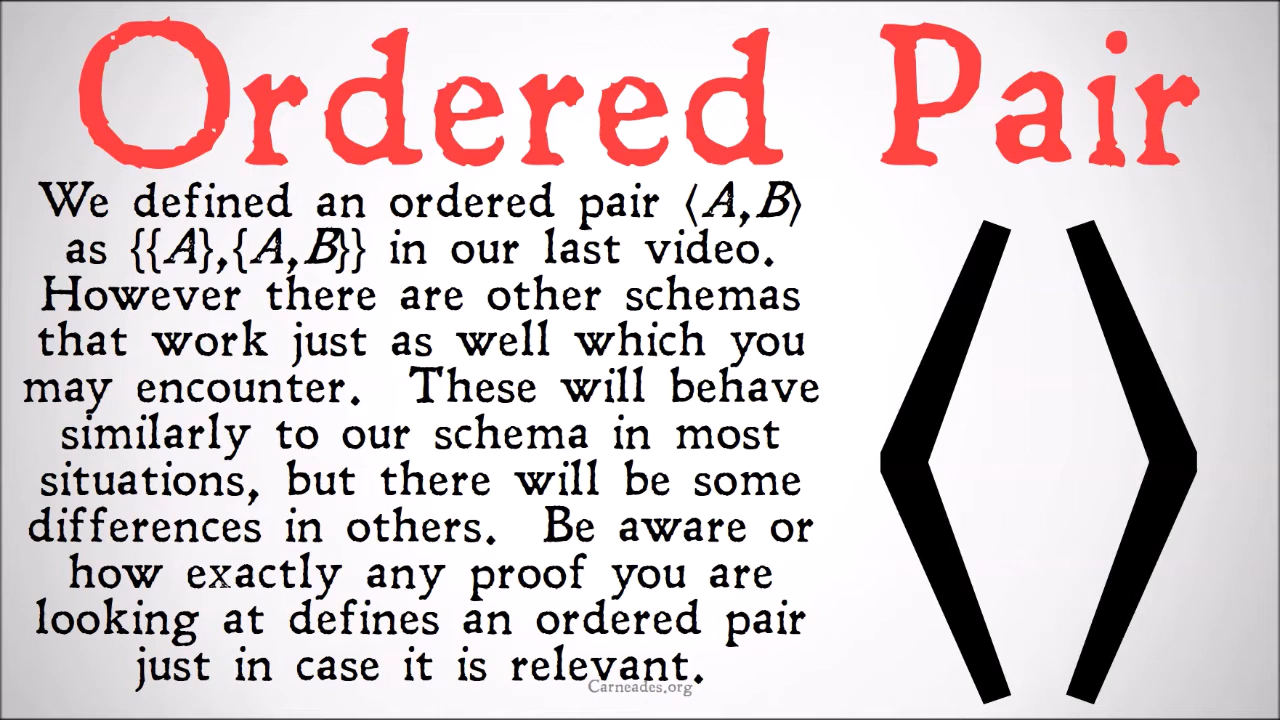 Ordered Pair
We defined an ordered pair ⟨A,B⟩
as {{A},{A,B}} in our last video.
However there are other schemas
that work just as well which you
may encounter. These will behave
similarly to our schema in most
situations, but there will be some
differences in others. Be aware or
how exactly any proof you are
looking at defines an ordered pair
just in case it is relevant.
Carneades.org
⟨⟩